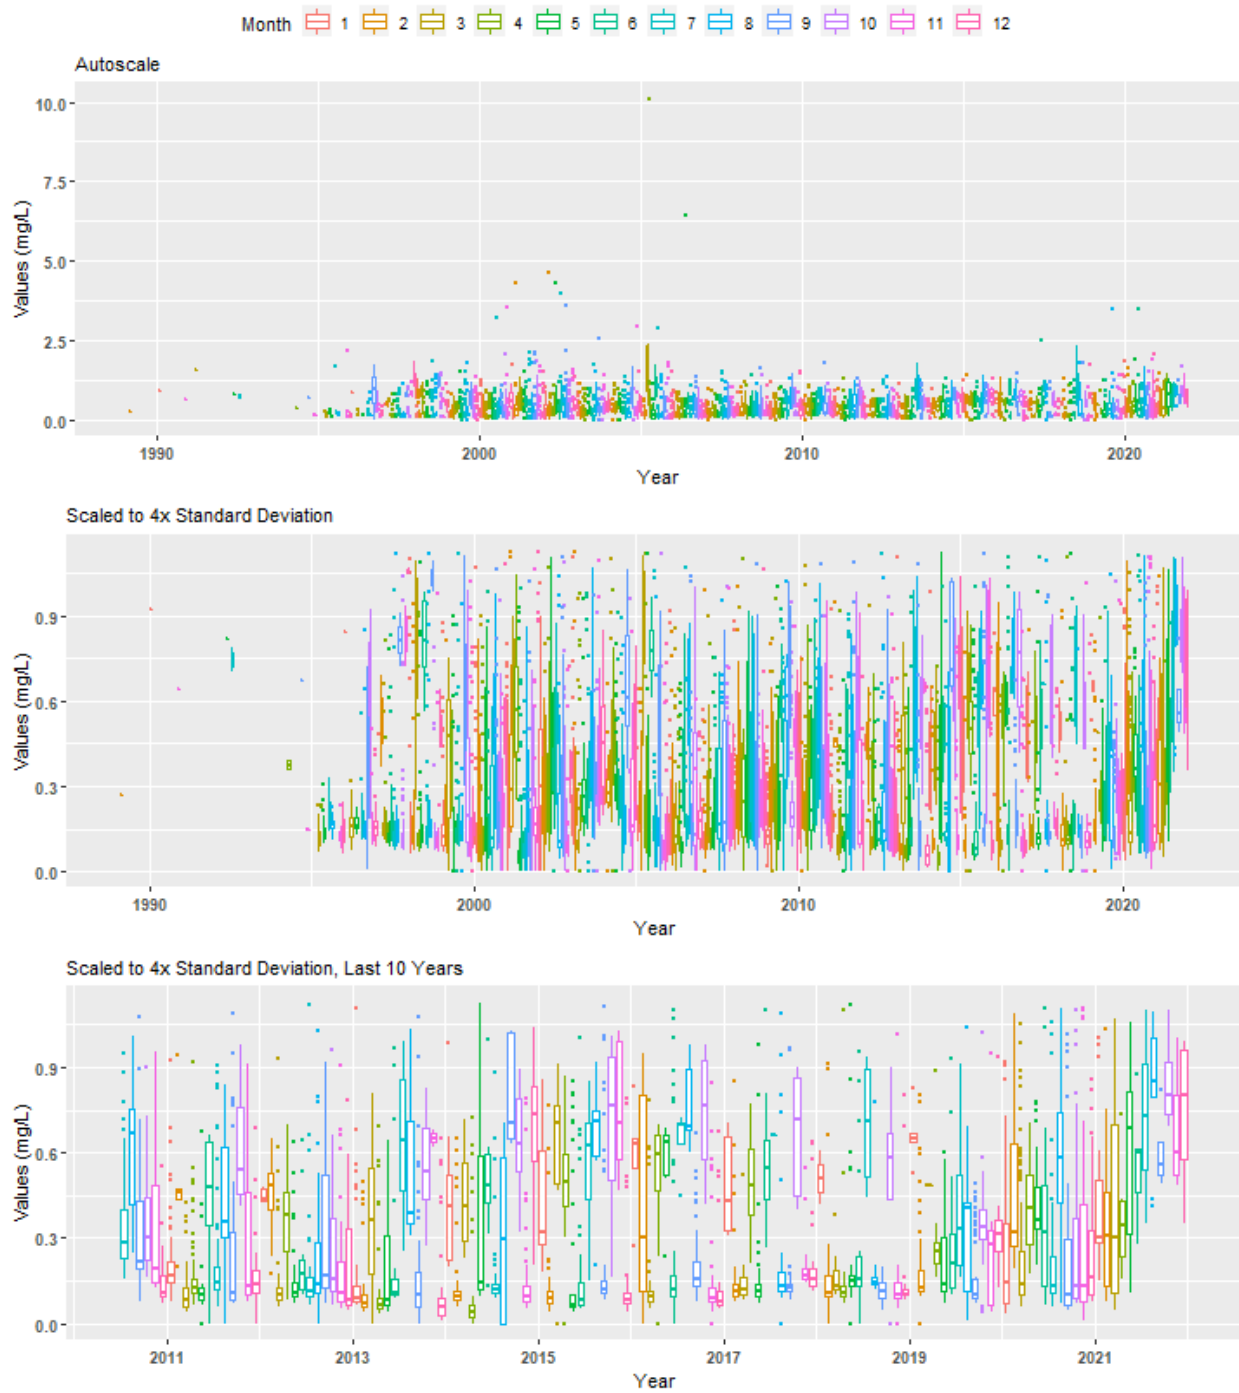 Month 1 2 3 4 5 6 7 8 9 10 11 12
Autoscale
Values (mg/L)
10.0
7.5
5.0
2.5
0.0
1990 2000 2010 2020
Year
Scaled to 4x Standard Deviation
Values (mg/L)
0.9
0.6
0.3
0.0
1990 2000 2010 2020
Year
Scaled to 4x Standard Deviation, Last 10 Years
Values (mg/L)
0.9
0.6
0.3
0.0
2011 2013 2015 2017 2019 2021
Year